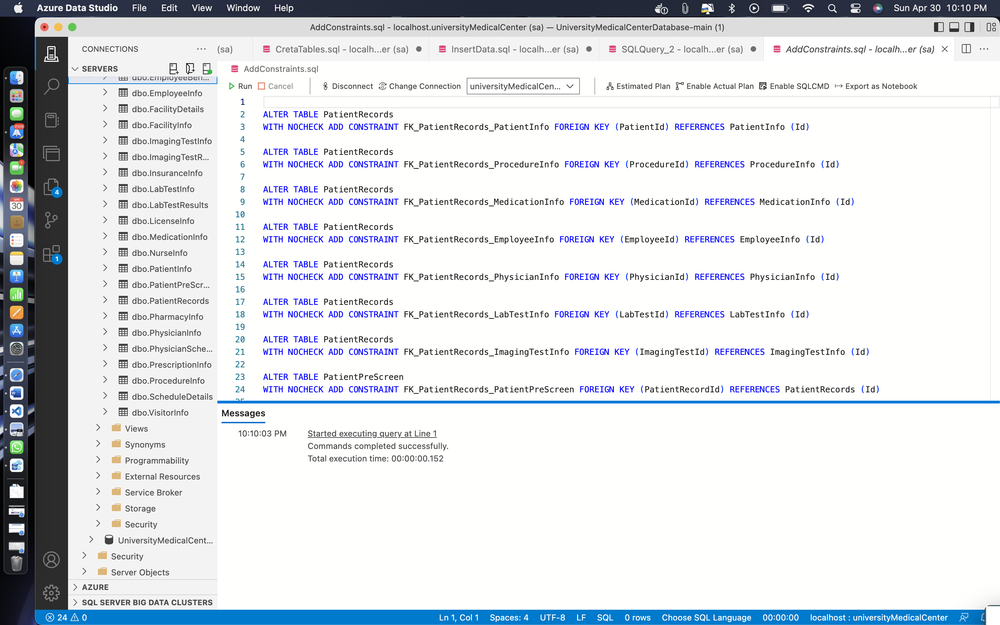 Azure Data Studio File Edit View Window Help Sun Apr 30 10:10 PM
AddConstraints.sql - localhost.universityMedicalCenter (sa) — UniversityMedicalCenterDatabase-main (1)
CONNECTIONS
(sa)
CretaTables.sql - localh...er (sa)
InsertData.sql - localh...er (sa)
SQLQuery_2 - localh...er (sa)
AddConstraints.sql - localh...er (sa)
SERVERS
AddConstraints.sql
Run Cancel Disconnect Change Connection universityMedicalCen... Estimated Plan Enable Actual Plan Enable SQLCMD Export as Notebook
dbo.EmployeeBen...
dbo.EmployeeInfo
dbo.FacilityDetails
dbo.FacilityInfo
dbo.ImagingTestInfo
dbo.ImagingTestR...
dbo.InsuranceInfo
dbo.LabTestInfo
dbo.LabTestResults
dbo.LicenseInfo
dbo.MedicationInfo
dbo.NurseInfo
dbo.PatientInfo
dbo.PatientPreScr...
dbo.PatientRecords
dbo.PharmacyInfo
dbo.PhysicianInfo
dbo.PhysicianSche...
dbo.PrescriptionInfo
dbo.ProcedureInfo
dbo.ScheduleDetails
dbo.VisitorInfo
Views
Synonyms
Programmability
External Resources
Service Broker
Storage
Security
UniversityMedicalCent...
Security
Server Objects
AZURE
SQL SERVER BIG DATA CLUSTERS
1
2 ALTER TABLE PatientRecords
3 WITH NOCHECK ADD CONSTRAINT FK_PatientRecords_PatientInfo FOREIGN KEY (PatientId) REFERENCES PatientInfo (Id)
4
5 ALTER TABLE PatientRecords
6 WITH NOCHECK ADD CONSTRAINT FK_PatientRecords_ProcedureInfo FOREIGN KEY (ProcedureId) REFERENCES ProcedureInfo (Id)
7
8 ALTER TABLE PatientRecords
9 WITH NOCHECK ADD CONSTRAINT FK_PatientRecords_MedicationInfo FOREIGN KEY (MedicationId) REFERENCES MedicationInfo (Id)
10
11 ALTER TABLE PatientRecords
12 WITH NOCHECK ADD CONSTRAINT FK_PatientRecords_EmployeeInfo FOREIGN KEY (EmployeeId) REFERENCES EmployeeInfo (Id)
13
14 ALTER TABLE PatientRecords
15 WITH NOCHECK ADD CONSTRAINT FK_PatientRecords_PhysicianInfo FOREIGN KEY (PhysicianId) REFERENCES PhysicianInfo (Id)
16
17 ALTER TABLE PatientRecords
18 WITH NOCHECK ADD CONSTRAINT FK_PatientRecords_LabTestInfo FOREIGN KEY (LabTestId) REFERENCES LabTestInfo (Id)
19
20 ALTER TABLE PatientRecords
21 WITH NOCHECK ADD CONSTRAINT FK_PatientRecords_ImagingTestInfo FOREIGN KEY (ImagingTestId) REFERENCES ImagingTestInfo (Id)
22
23 ALTER TABLE PatientPreScreen
24 WITH NOCHECK ADD CONSTRAINT FK_PatientRecords_PatientPreScreen FOREIGN KEY (PatientRecordId) REFERENCES PatientRecords (Id)
25
Messages
10:10:03 PM Started executing query at Line 1
Commands completed successfully.
Total execution time: 00:00:00.152
4
1
21228
1
APR
30
24 0 Ln 1, Col 1 Spaces: 4 UTF-8 LF SQL 0 rows Choose SQL Language 00:00:00 localhost : universityMedicalCenter